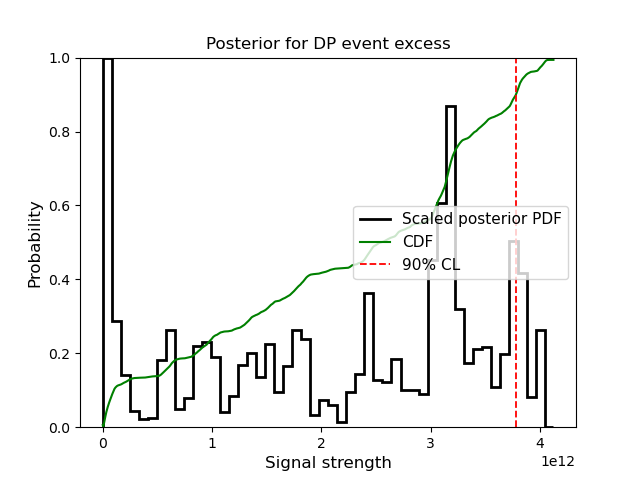 Posterior for DP event excess
1.0
0.8
0.6
0.4
0.2
0.0
Probability
Scaled posterior PDF
CDF
90% CL
0
1
2
3
4
1e12
Signal strength